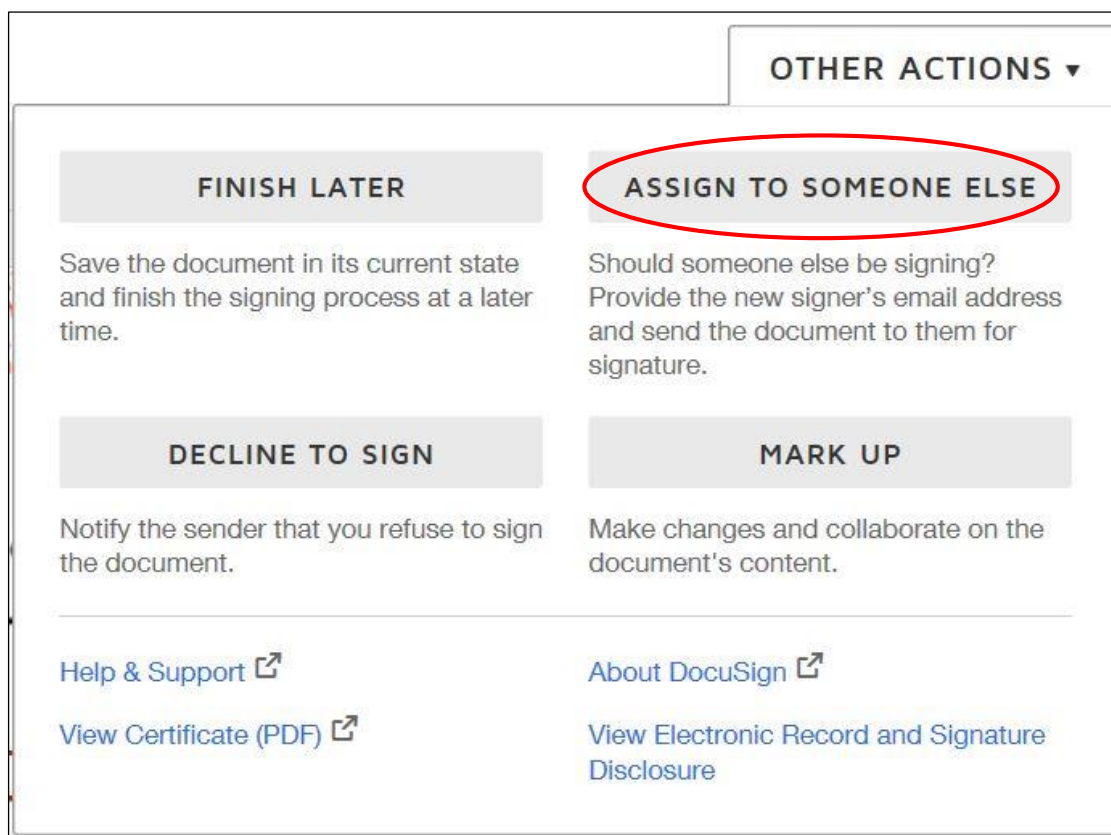 OTHER ACTIONS ▼
FINISH LATER
Save the document in its current state
and finish the signing process at a later
time.
ASSIGN TO SOMEONE ELSE
Should someone else be signing?
Provide the new signer’s email address
and send the document to them for
signature.
DECLINE TO SIGN
Notify the sender that you refuse to sign
the document.
MARK UP
Make changes and collaborate on the
document's content.
Help & Support
View Certificate (PDF)
About DocuSign
View Electronic Record and Signature
Disclosure